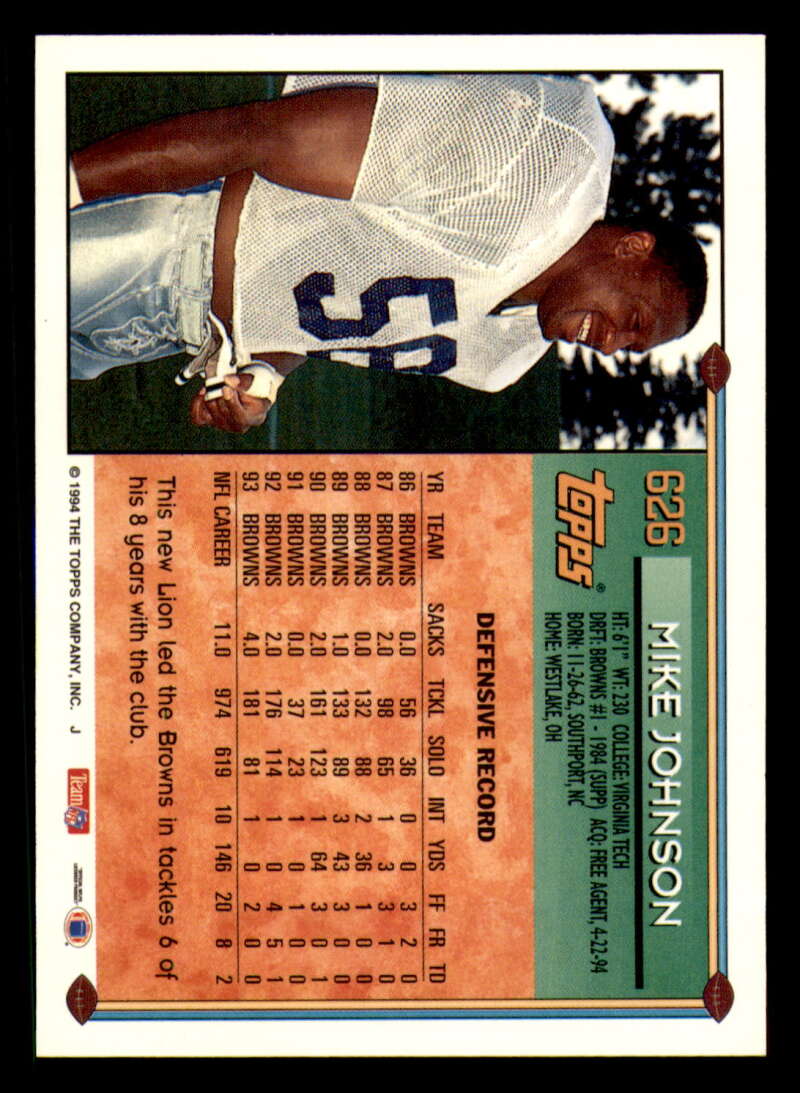 626
MIKE JOHNSON
topps®
HT: 6'1" WT: 230 COLLEGE: VIRGINIA TECH
DRFT: BROWNS #1 - 1984 (SUPP) ACQ: FREE AGENT, 4-22-94
BORN: 11-26-62, SOUTHPORT, NC
HOME: WESTLAKE, OH
DEFENSIVE RECORD
YR TEAM SACKS TCKL SOLO INT YDS FF FR TD
86 BROWNS 0.0 56 36 0 0 3 2 0
87 BROWNS 2.0 98 65 1 3 3 1 0
88 BROWNS 0.0 132 88 2 36 1 0 0
89 BROWNS 1.0 133 89 3 43 3 0 0
90 BROWNS 2.0 161 123 1 64 3 0 1
91 BROWNS 0.0 37 23 1 0 1 0 0
92 BROWNS 2.0 176 114 1 0 4 5 1
93 BROWNS 4.0 181 81 1 0 2 0 0
NFL CAREER 11.0 974 619 10 146 20 8 2
This new Lion led the Browns in tackles 6 of
his 8 years with the club.
© 1994 THE TOPPS COMPANY, INC. J
Team